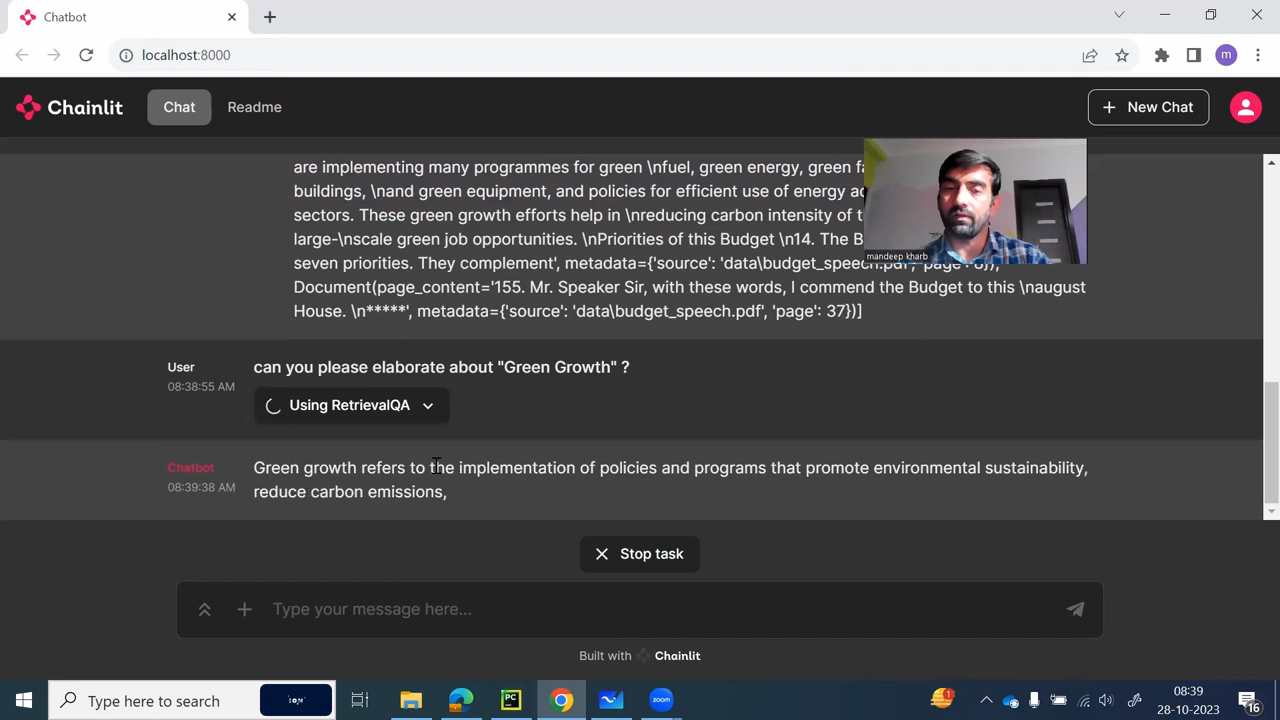 Chatbot
localhost:8000
m
Chainlit
Chat
Readme
New Chat
are implementing many programmes for green \nfuel, green energy, green
buildings, \nand green equipment, and policies for efficient use of energy
sectors. These green growth efforts help in \nreducing carbon intensity of
large-\nscale green job opportunities. \nPriorities of this Budget \n14. The
seven priorities. They complement', metadata={'source': 'data\budget_speech.pdf', 'page':
Document(page_content='155. Mr. Speaker Sir, with these words, I commend the Budget to this \naugust
House. \n*****', metadata={'source': 'data\budget_speech.pdf', 'page': 37})]
mandeep kharb
User
08:38:55 AM
can you please elaborate about "Green Growth" ?
Using RetrievalQA
Chatbot
08:39:38 AM
Green growth refers to the implementation of policies and programs that promote environmental sustainability,
reduce carbon emissions,
Stop task
Type your message here...
Built with Chainlit
Type here to search
PC
zoom
1
08:39
28-10-2023
16